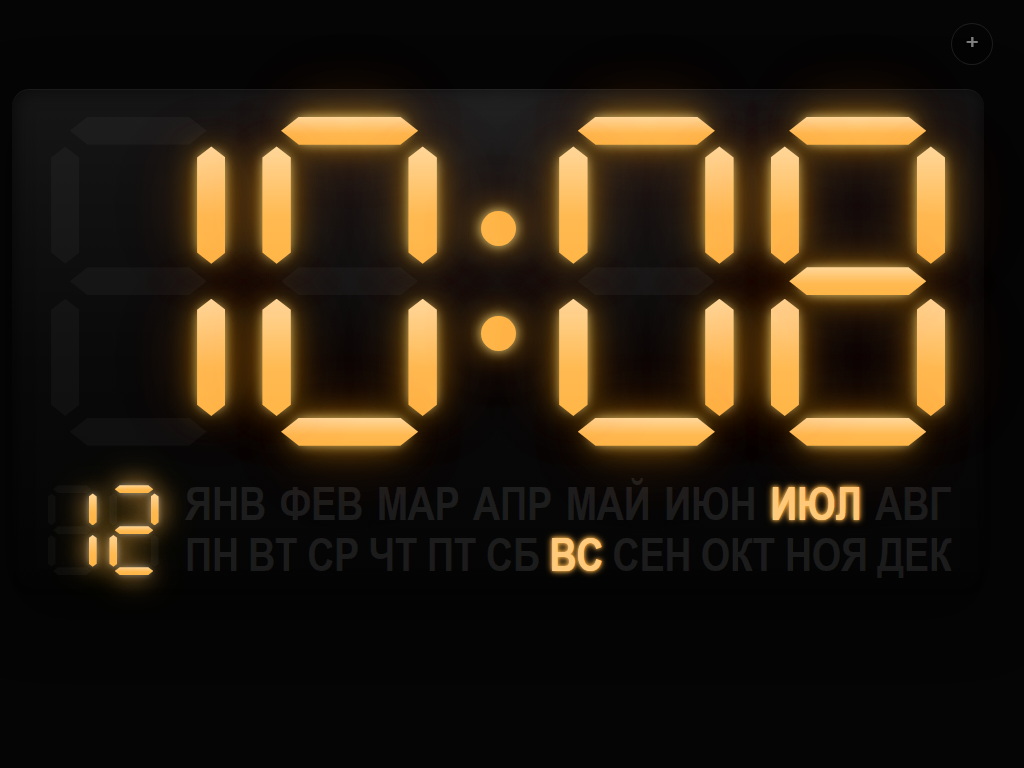 +
10:08
12
ЯНВ ФЕВ МАР АПР МАЙ ИЮН ИЮЛ АВГ
ПН ВТ СР ЧТ ПТ СБ ВС СЕН ОКТ НОЯ ДЕК